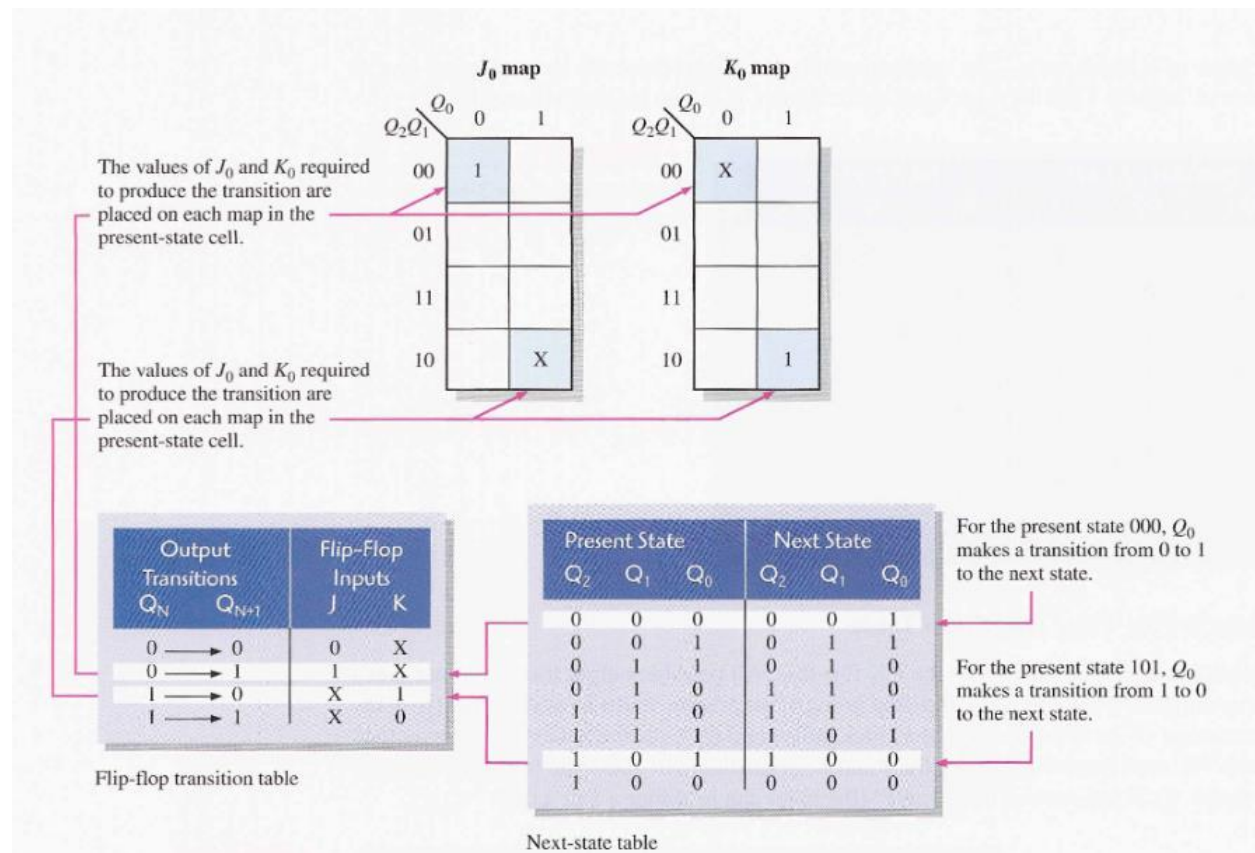 J0 map
K0 map
Q0
Q2Q1
0 1
Q0
Q2Q1
0 1
The values of J0 and K0 required
to produce the transition are
placed on each map in the
present-state cell.
00 1
01
11
10 X
00 X
01
11
10 1
The values of J0 and K0 required
to produce the transition are
placed on each map in the
present-state cell.
Output
Transitions
Flip-Flop
Inputs
QN QN+1 J K
0 → 0 0 X
0 → 1 1 X
1 → 0 X 1
1 → 1 X 0
Flip-flop transition table
Present State Next State
Q2 Q1 Q0 Q2 Q1 Q0
0 0 0 0 0 1
0 0 1 0 1 1
0 1 1 0 1 0
0 1 0 1 1 0
1 1 0 1 1 1
1 1 1 1 0 1
1 0 1 1 0 0
1 0 0 0 0 0
Next-state table
For the present state 000, Q0
makes a transition from 0 to 1
to the next state.
For the present state 101, Q0
makes a transition from 1 to 0
to the next state.